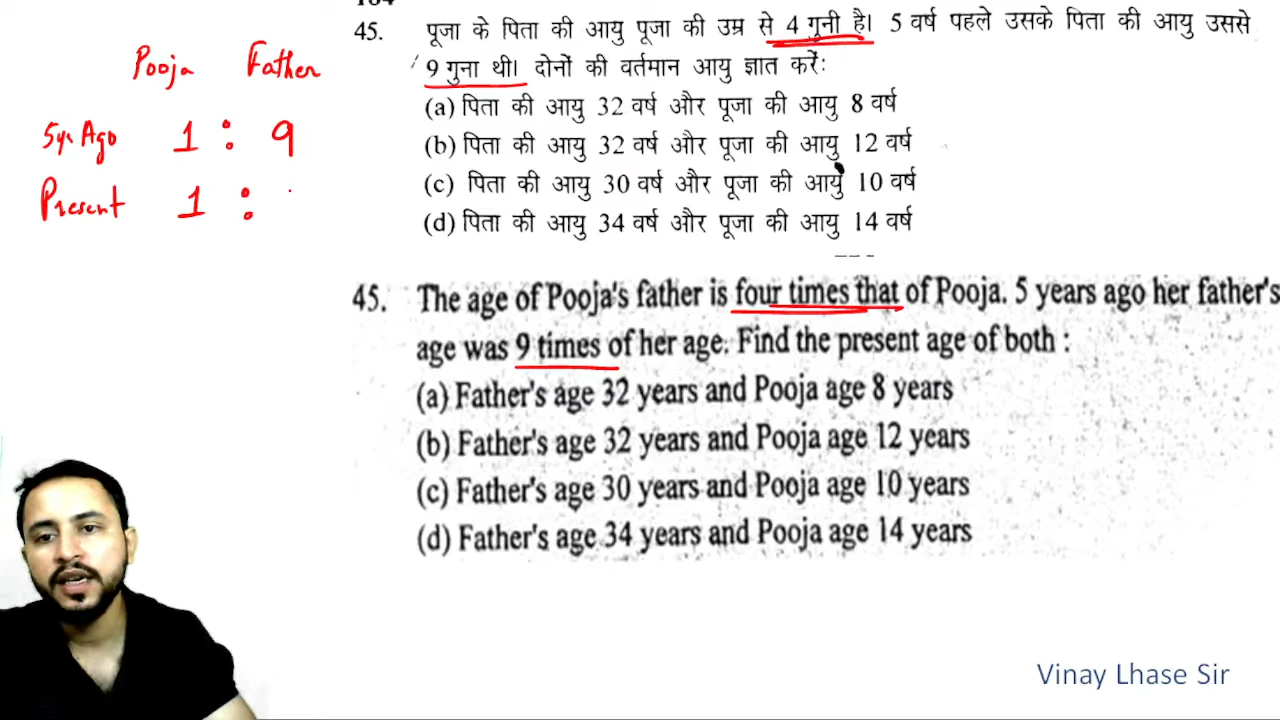 45. पूजा के पिता की आयु पूजा की उम्र से 4 गुनी है। 5 वर्ष पहले उसके पिता की आयु उससे
9 गुना थी। दोनों की वर्तमान आयु ज्ञात करें:
(a) पिता की आयु 32 वर्ष और पूजा की आयु 8 वर्ष
(b) पिता की आयु 32 वर्ष और पूजा की आयु 12 वर्ष
(c) पिता की आयु 30 वर्ष और पूजा की आयु 10 वर्ष
(d) पिता की आयु 34 वर्ष और पूजा की आयु 14 वर्ष
Pooja Father
5yr Ago 1 : 9
Present 1 :
45. The age of Pooja's father is four times that of Pooja. 5 years ago her father's
age was 9 times of her age. Find the present age of both :
(a) Father's age 32 years and Pooja age 8 years
(b) Father's age 32 years and Pooja age 12 years
(c) Father's age 30 years and Pooja age 10 years
(d) Father's age 34 years and Pooja age 14 years
Vinay Lhase Sir